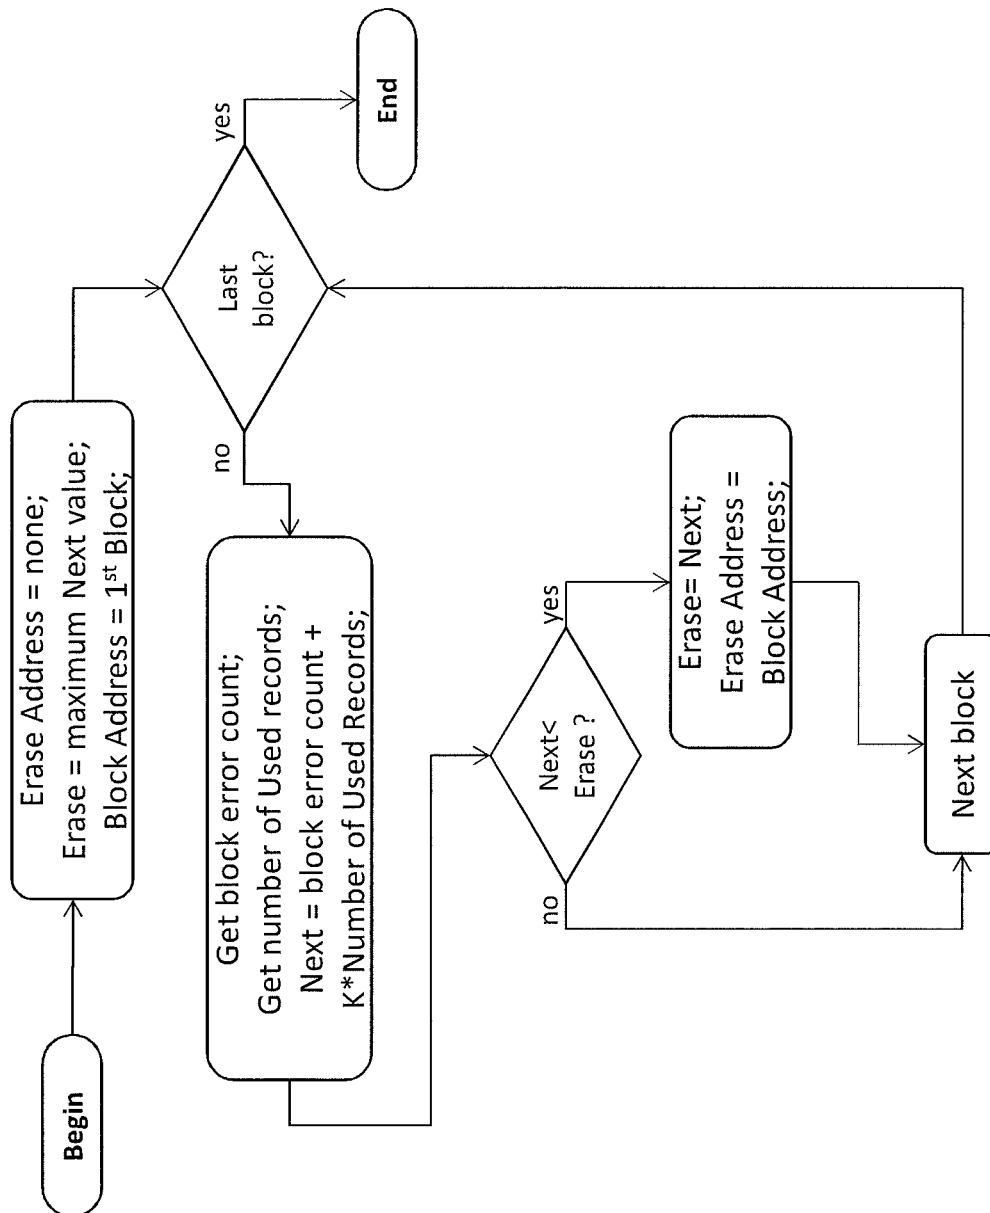 Begin
Erase Address = none;
Erase = maximum Next value;
Block Address = 1st Block;
Last
block?
yes
End
no
Get block error count;
Get number of Used records;
Next = block error count +
K*Number of Used Records;
Next<
Erase ?
yes
Erase= Next;
Erase Address =
Block Address;
no
Next block